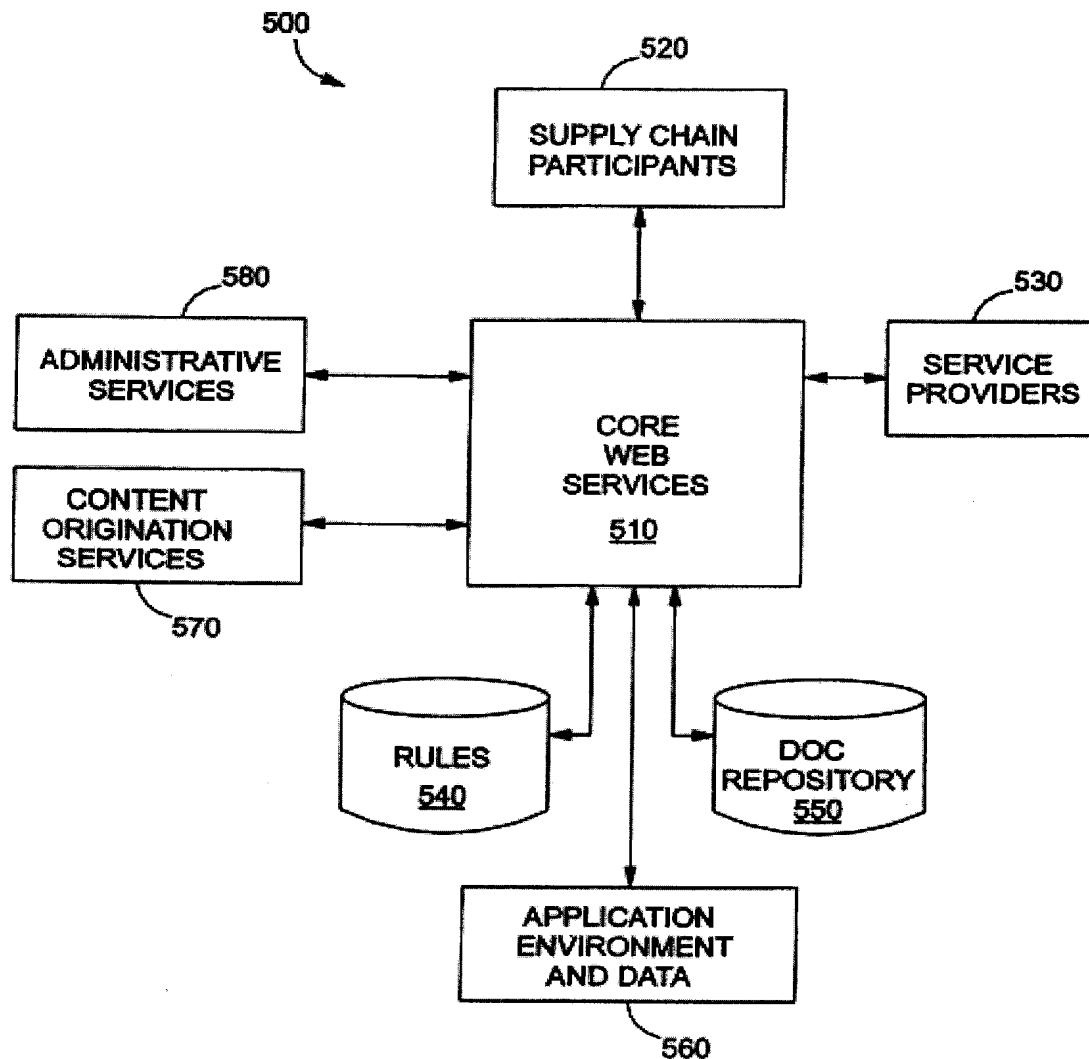 500
520
SUPPLY CHAIN
PARTICIPANTS
580
ADMINISTRATIVE
SERVICES
530
SERVICE
PROVIDERS
CORE
WEB
SERVICES
510
CONTENT
ORIGINATION
SERVICES
570
RULES
540
DOC
REPOSITORY
550
APPLICATION
ENVIRONMENT
AND DATA
560